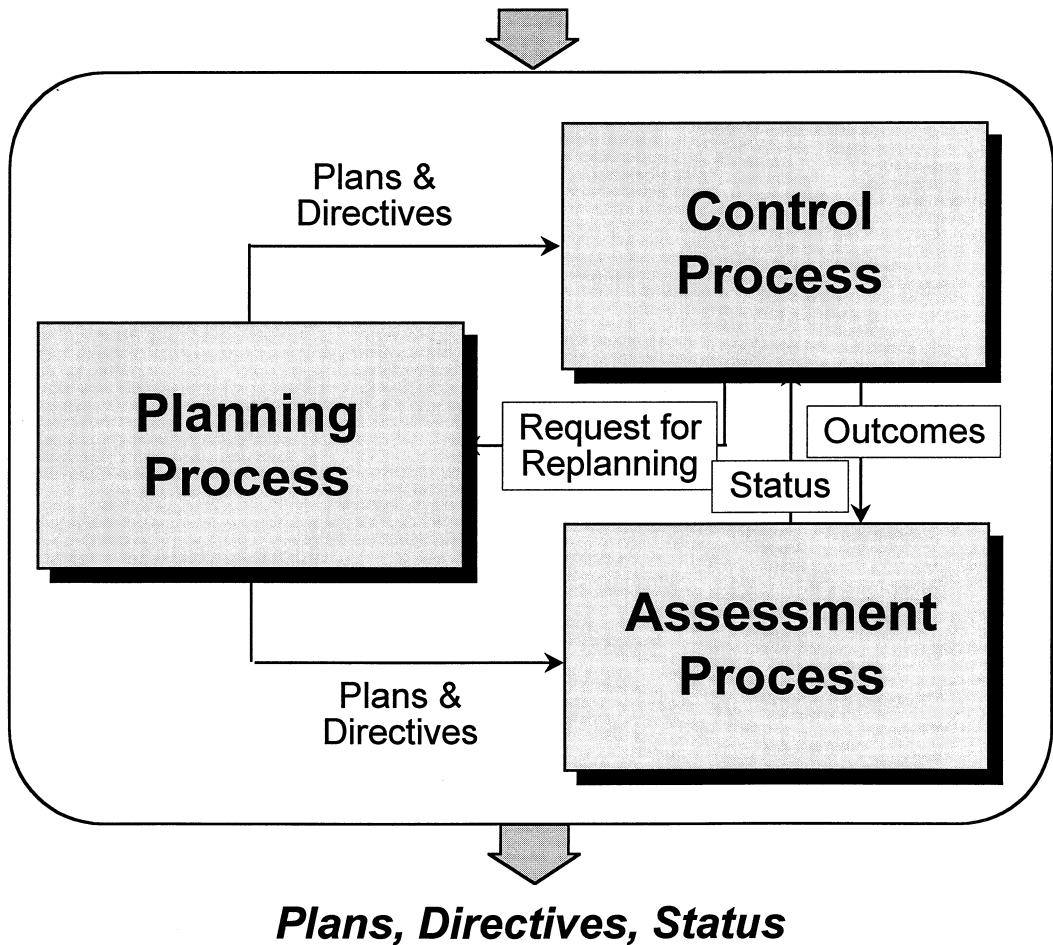 Plans &
Directives
Control
Process
Planning
Process
Request for
Replanning
Outcomes
Status
Assessment
Process
Plans &
Directives
Plans, Directives, Status